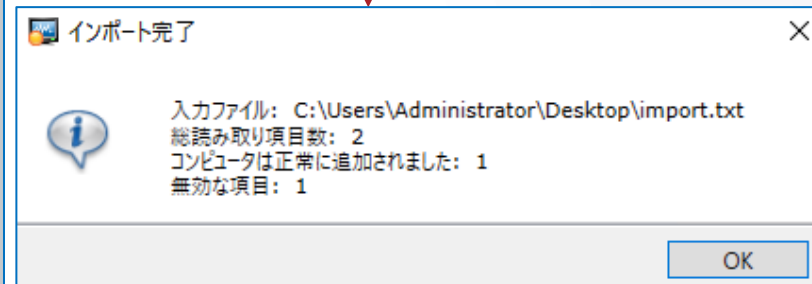 インポート完了
入力ファイル: C:\Users\Administrator\Desktop\import.txt
総読み取り項目数: 2
コンピュータは正常に追加されました: 1
無効な項目: 1
OK